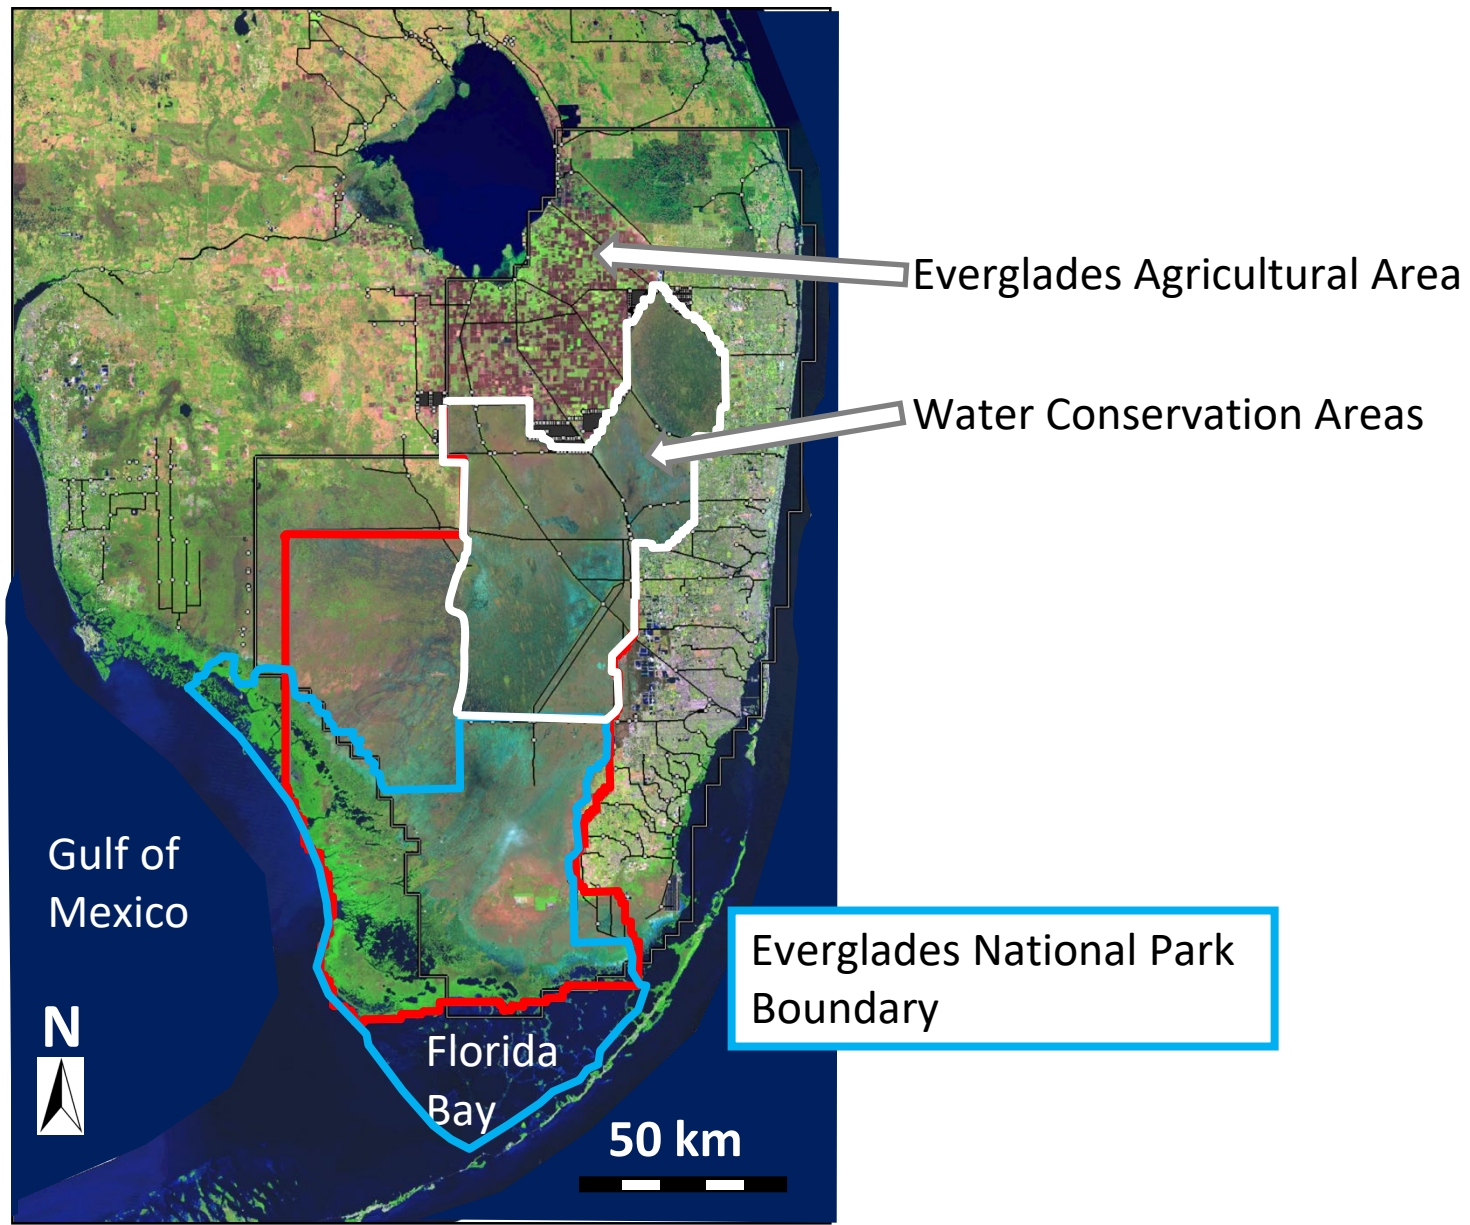 Everglades Agricultural Area
Water Conservation Areas
Gulf of
Mexico
Everglades National Park
Boundary
N
Florida
Bay
50 km